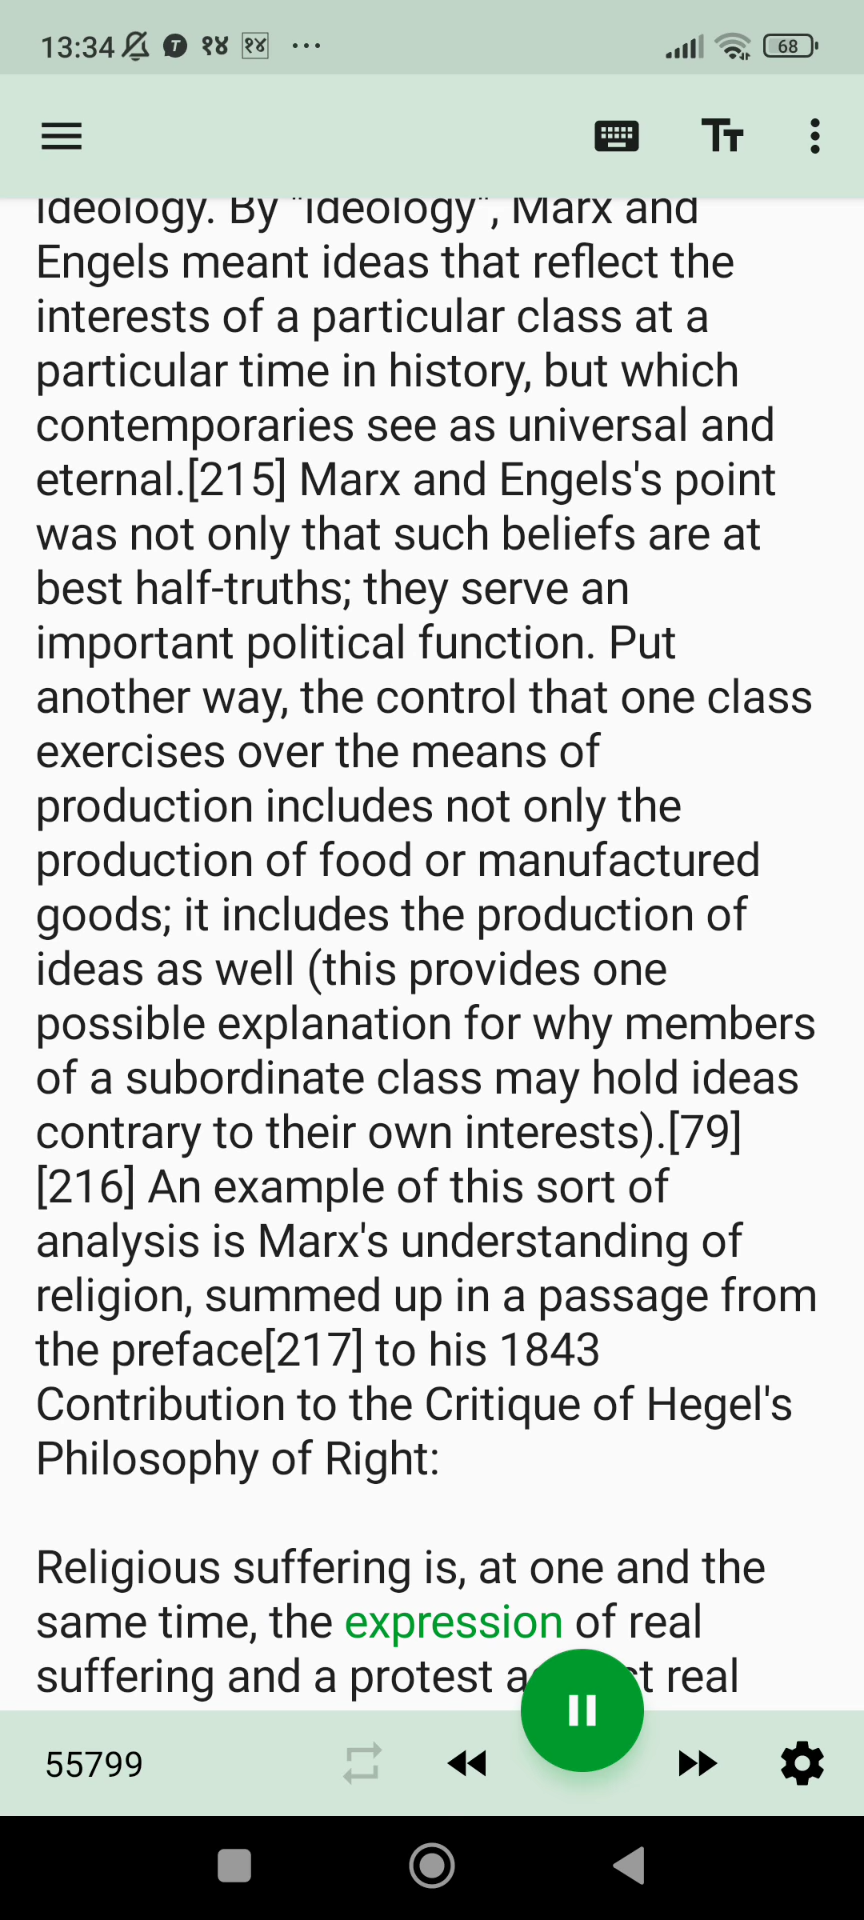 13:34 T १४ १४ ... 68
ideology. By "ideology", Marx and
Engels meant ideas that reflect the
interests of a particular class at a
particular time in history, but which
contemporaries see as universal and
eternal.[215] Marx and Engels's point
was not only that such beliefs are at
best half-truths; they serve an
important political function. Put
another way, the control that one class
exercises over the means of
production includes not only the
production of food or manufactured
goods; it includes the production of
ideas as well (this provides one
possible explanation for why members
of a subordinate class may hold ideas
contrary to their own interests).[79]
[216] An example of this sort of
analysis is Marx's understanding of
religion, summed up in a passage from
the preface[217] to his 1843
Contribution to the Critique of Hegel's
Philosophy of Right:
Religious suffering is, at one and the
same time, the expression of real
suffering and a protest real
55799